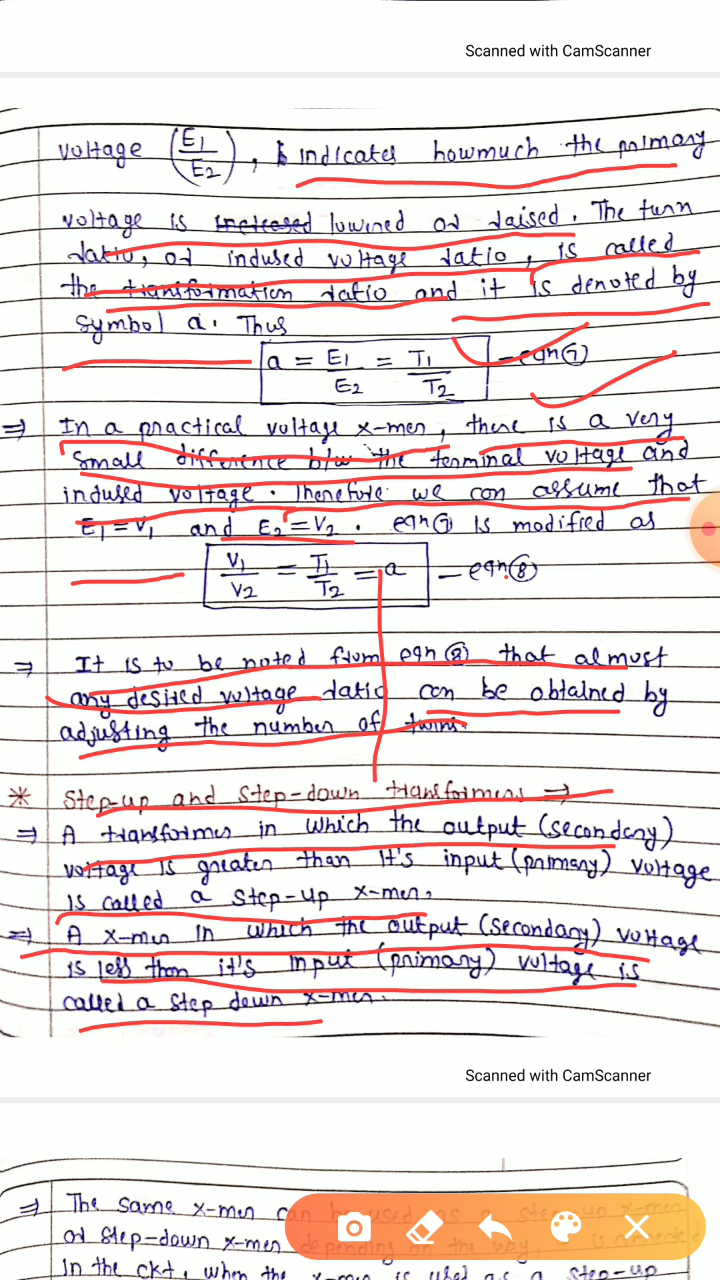 Scanned with CamScanner
voltage (E1/E2), indicates howmuch the primary
voltage is increased lowered or raised. The turn
ratio, or indused voltage ratio, is called
the transformation ratio and it is denoted by
symbol a. Thus
a = E1/E2 = T1/T2 — eqn (7)
⇒ In a practical voltage x-mer, there is a very
small difference b/w the terminal voltage and
indused voltage. Therefore we can assume that
E1 = V1 and E2 = V2. eqn (7) is modified as
V1/V2 = T1/T2 = a — eqn. (8)
⇒ It is to be noted from eqn (8) that almost
any desired voltage ratio can be obtained by
adjusting the number of turns.
* Step-up and Step-down transformers ⇒
⇒ A transformer in which the output (secondary)
voltage is greater than it's input (primary) voltage
is called a step-up x-mer.
⇒ A x-mer in which the output (secondary) voltage
is less than it's input (primary) voltage is
called a step down x-mer.
Scanned with CamScanner
⇒ The same x-mer can be used as a step-up x-mer
or step-down x-mer depending on the way, it is connected
In the ckt, when the x-mer is used as a step-up